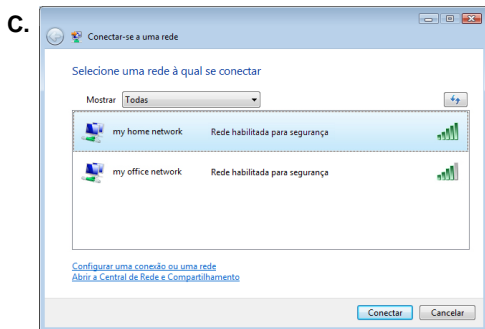 C.
Conectar-se a uma rede
Selecione uma rede à qual se conectar
Mostrar Todas
my home network Rede habilitada para segurança
my office network Rede habilitada para segurança
Configurar uma conexão ou uma rede
Abrir a Central de Rede e Compartilhamento
Conectar Cancelar